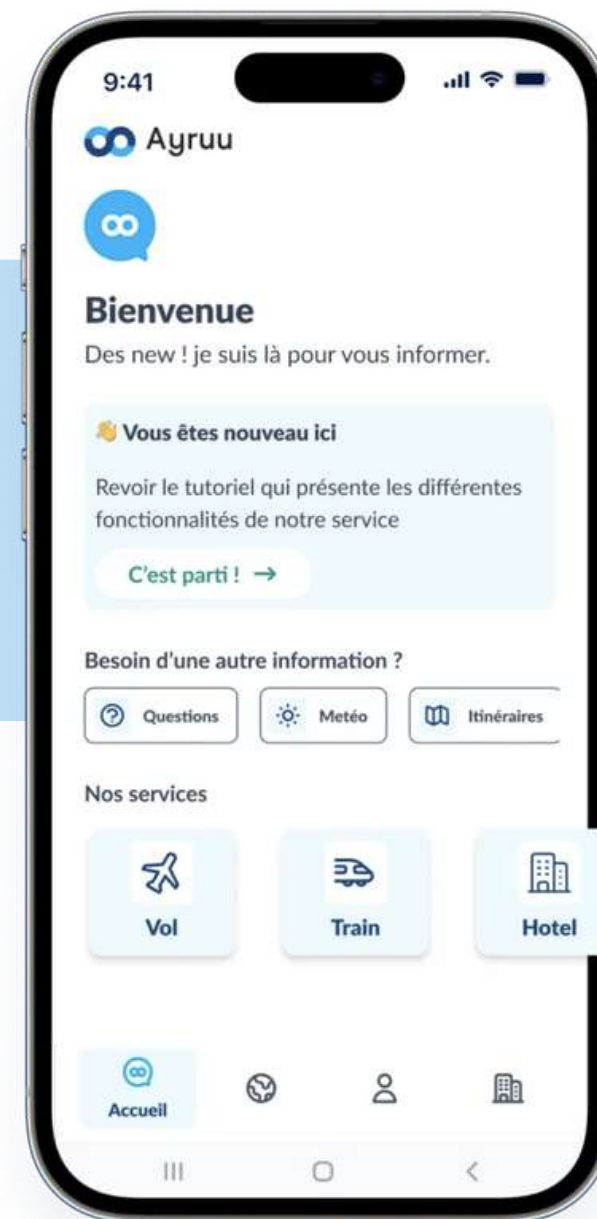 9:41
Ayruu
Bienvenue
Des new ! je suis là pour vous informer.
👋 Vous êtes nouveau ici
Revoir le tutoriel qui présente les différentes
fonctionnalités de notre service
C'est parti ! →
Besoin d'une autre information ?
Questions Metéo Itinéraires
Nos services
Vol Train Hotel
Accueil